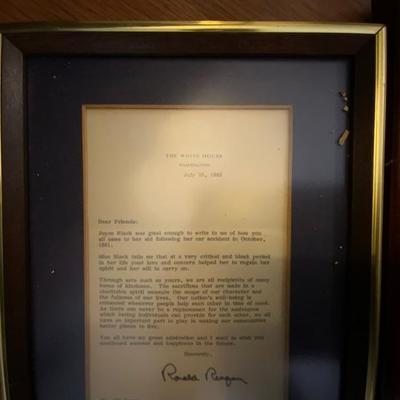 THE WHITE HOUSE
WASHINGTON
July 30, 1982
Dear Friends:
Joyce Black was good enough to write to me of how you
all came to her aid following her car accident in October,
1981.
Miss Black tells me that at a very critical and bleak period
in her life your love and concern helped her to regain her
spirit and her will to carry on.
Through acts such as yours, we are all recipients of many
forms of kindness. The sacrifices that are made in a
charitable spirit measure the scope of our character and
the fullness of our lives. Our nation's well-being is
enhanced whenever people help each other in time of need.
As there can never be a replacement for the assistance
which caring individuals can provide for each other, we all
have an important part to play in making our communities
better places to live.
You all have my great admiration and I want to wish you
continued success and happiness in the future.
Sincerely,
Ronald Reagan